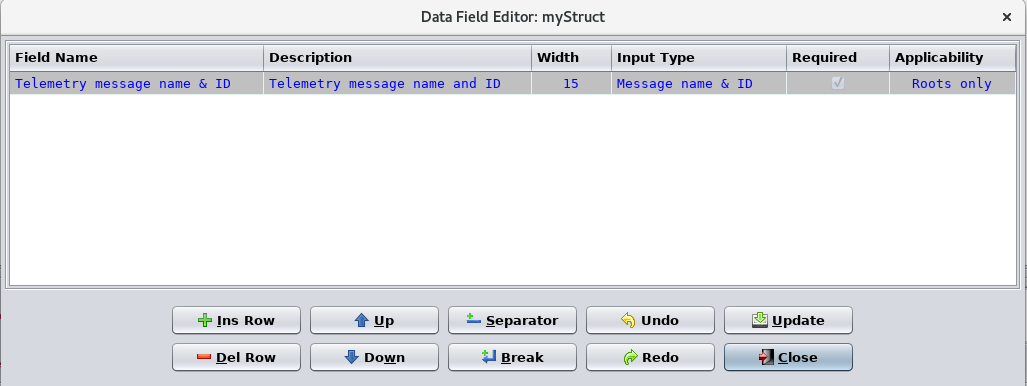 Data Field Editor: myStruct
Field Name Description Width Input Type Required Applicability
Telemetry message name & ID Telemetry message name and ID 15 Message name & ID Roots only
Ins Row Up Separator Undo Update
Del Row Down Break Redo Close